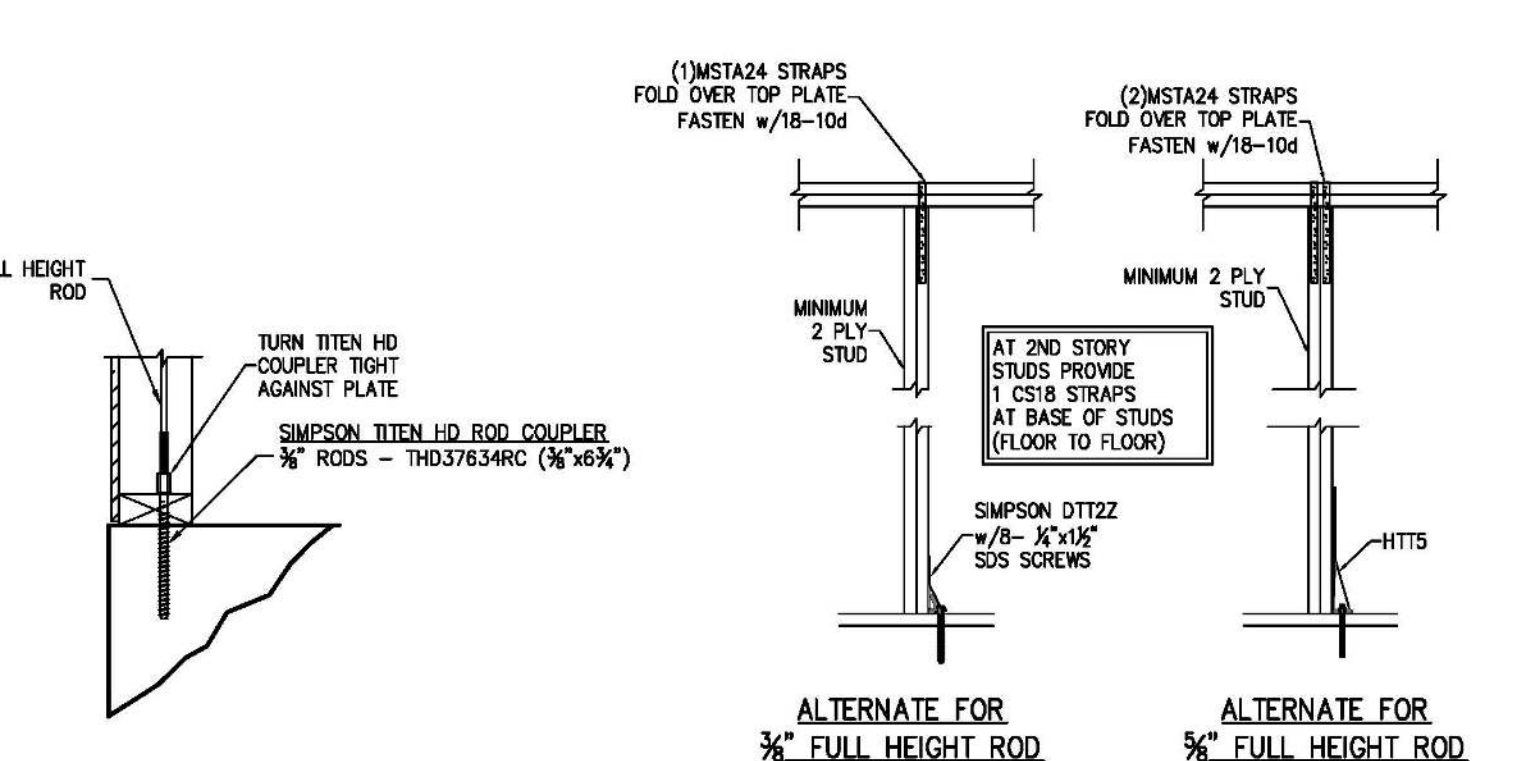 HEIGHT
ROD
TURN TITEN HD
COUPLER TIGHT
AGAINST PLATE
SIMPSON TITEN HD ROD COUPLER
⅜" RODS – THD37634RC (⅜"x6¾")
(1)MSTA24 STRAPS
FOLD OVER TOP PLATE
FASTEN w/18–10d
MINIMUM
2 PLY
STUD
AT 2ND STORY
STUDS PROVIDE
1 CS18 STRAPS
AT BASE OF STUDS
(FLOOR TO FLOOR)
SIMPSON DTT2Z
w/8– ¼"x1½"
SDS SCREWS
ALTERNATE FOR
⅜" FULL HEIGHT ROD
(2)MSTA24 STRAPS
FOLD OVER TOP PLATE
FASTEN w/18–10d
MINIMUM 2 PLY
STUD
HTT5
ALTERNATE FOR
⅝" FULL HEIGHT ROD